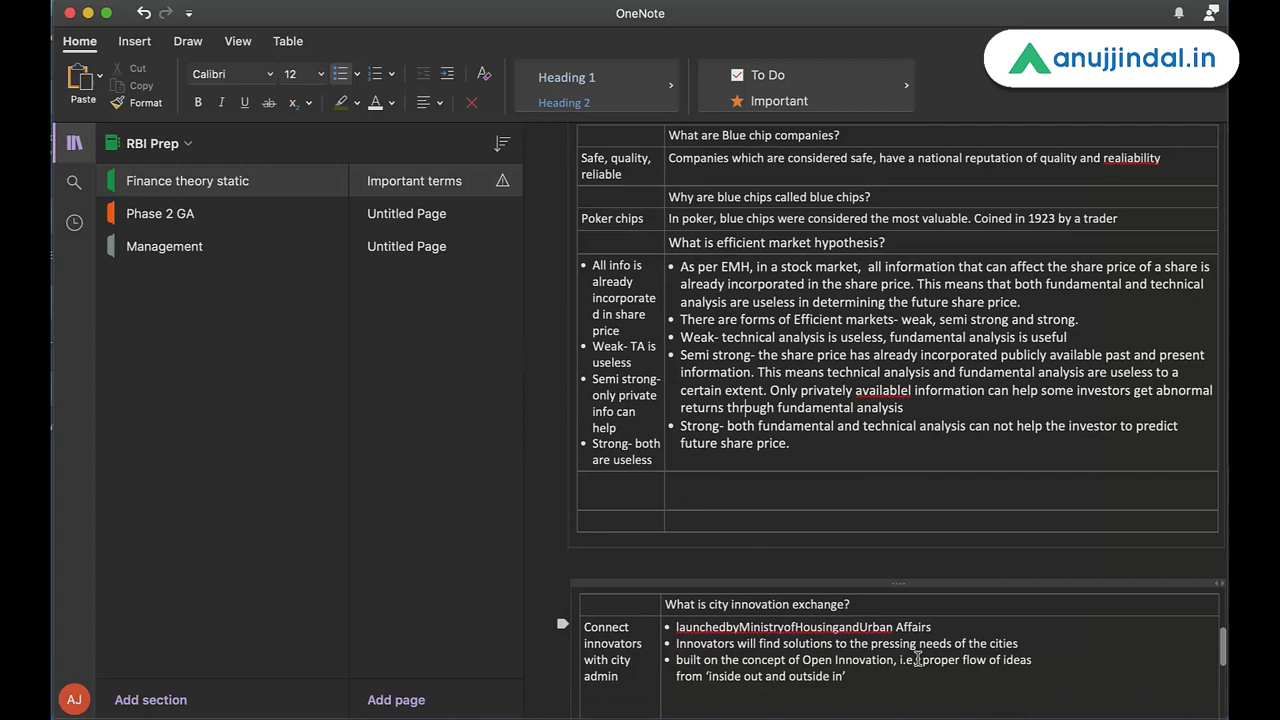 OneNote
Home Insert Draw View Table
anujjindal.in
Paste
Cut
Copy
Format
Calibri 12
B I U ab x
A
Heading 1
Heading 2
To Do
Important
RBI Prep
Finance theory static
Phase 2 GA
Management
Important terms
Untitled Page
Untitled Page
What are Blue chip companies?
Safe, quality,
reliable
Companies which are considered safe, have a national reputation of quality and realiability
Why are blue chips called blue chips?
Poker chips
In poker, blue chips were considered the most valuable. Coined in 1923 by a trader
What is efficient market hypothesis?
• All info is
already
incorporate
d in share
price
• Weak- TA is
useless
• Semi strong-
only private
info can
help
• Strong- both
are useless
• As per EMH, in a stock market, all information that can affect the share price of a share is
already incorporated in the share price. This means that both fundamental and technical
analysis are useless in determining the future share price.
• There are forms of Efficient markets- weak, semi strong and strong.
• Weak- technical analysis is useless, fundamental analysis is useful
• Semi strong- the share price has already incorporated publicly available past and present
information. This means technical analysis and fundamental analysis are useless to a
certain extent. Only privately availablel information can help some investors get abnormal
returns through fundamental analysis
• Strong- both fundamental and technical analysis can not help the investor to predict
future share price.
What is city innovation exchange?
Connect
innovators
with city
admin
• launchedbyMinistryofHousingandUrban Affairs
• Innovators will find solutions to the pressing needs of the cities
• built on the concept of Open Innovation, i.e., proper flow of ideas
from ‘inside out and outside in’
AJ
Add section
Add page